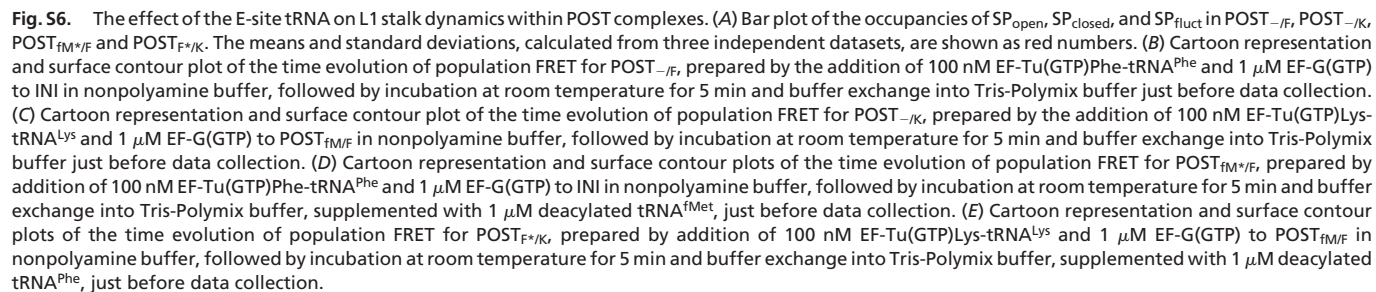 Fig. S6. The effect of the E-site tRNA on L1 stalk dynamics within POST complexes. (A) Bar plot of the occupancies of SPopen, SPclosed, and SPfluct in POST−/F, POST−/K,
POSTfM*/F and POSTF*/K. The means and standard deviations, calculated from three independent datasets, are shown as red numbers. (B) Cartoon representation
and surface contour plot of the time evolution of population FRET for POST−/F, prepared by the addition of 100 nM EF-Tu(GTP)Phe-tRNAPhe and 1 μM EF-G(GTP)
to INI in nonpolyamine buffer, followed by incubation at room temperature for 5 min and buffer exchange into Tris-Polymix buffer just before data collection.
(C) Cartoon representation and surface contour plot of the time evolution of population FRET for POST−/K, prepared by the addition of 100 nM EF-Tu(GTP)Lys-
tRNALys and 1 μM EF-G(GTP) to POSTfM/F in nonpolyamine buffer, followed by incubation at room temperature for 5 min and buffer exchange into Tris-Polymix
buffer just before data collection. (D) Cartoon representation and surface contour plots of the time evolution of population FRET for POSTfM*/F, prepared by
addition of 100 nM EF-Tu(GTP)Phe-tRNAPhe and 1 μM EF-G(GTP) to INI in nonpolyamine buffer, followed by incubation at room temperature for 5 min and buffer
exchange into Tris-Polymix buffer, supplemented with 1 μM deacylated tRNAfMet, just before data collection. (E) Cartoon representation and surface contour
plots of the time evolution of population FRET for POSTF*/K, prepared by addition of 100 nM EF-Tu(GTP)Lys-tRNALys and 1 μM EF-G(GTP) to POSTfM/F in
nonpolyamine buffer, followed by incubation at room temperature for 5 min and buffer exchange into Tris-Polymix buffer, supplemented with 1 μM deacylated
tRNAPhe, just before data collection.